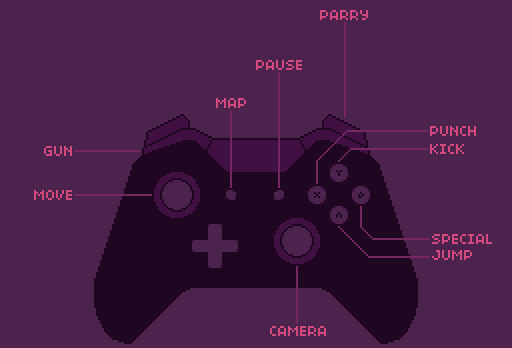 PARRY
PAUSE
MAP
PUNCH
KICK
GUN
Y
MOVE
X
A
SPECIAL
JUMP
CAMERA